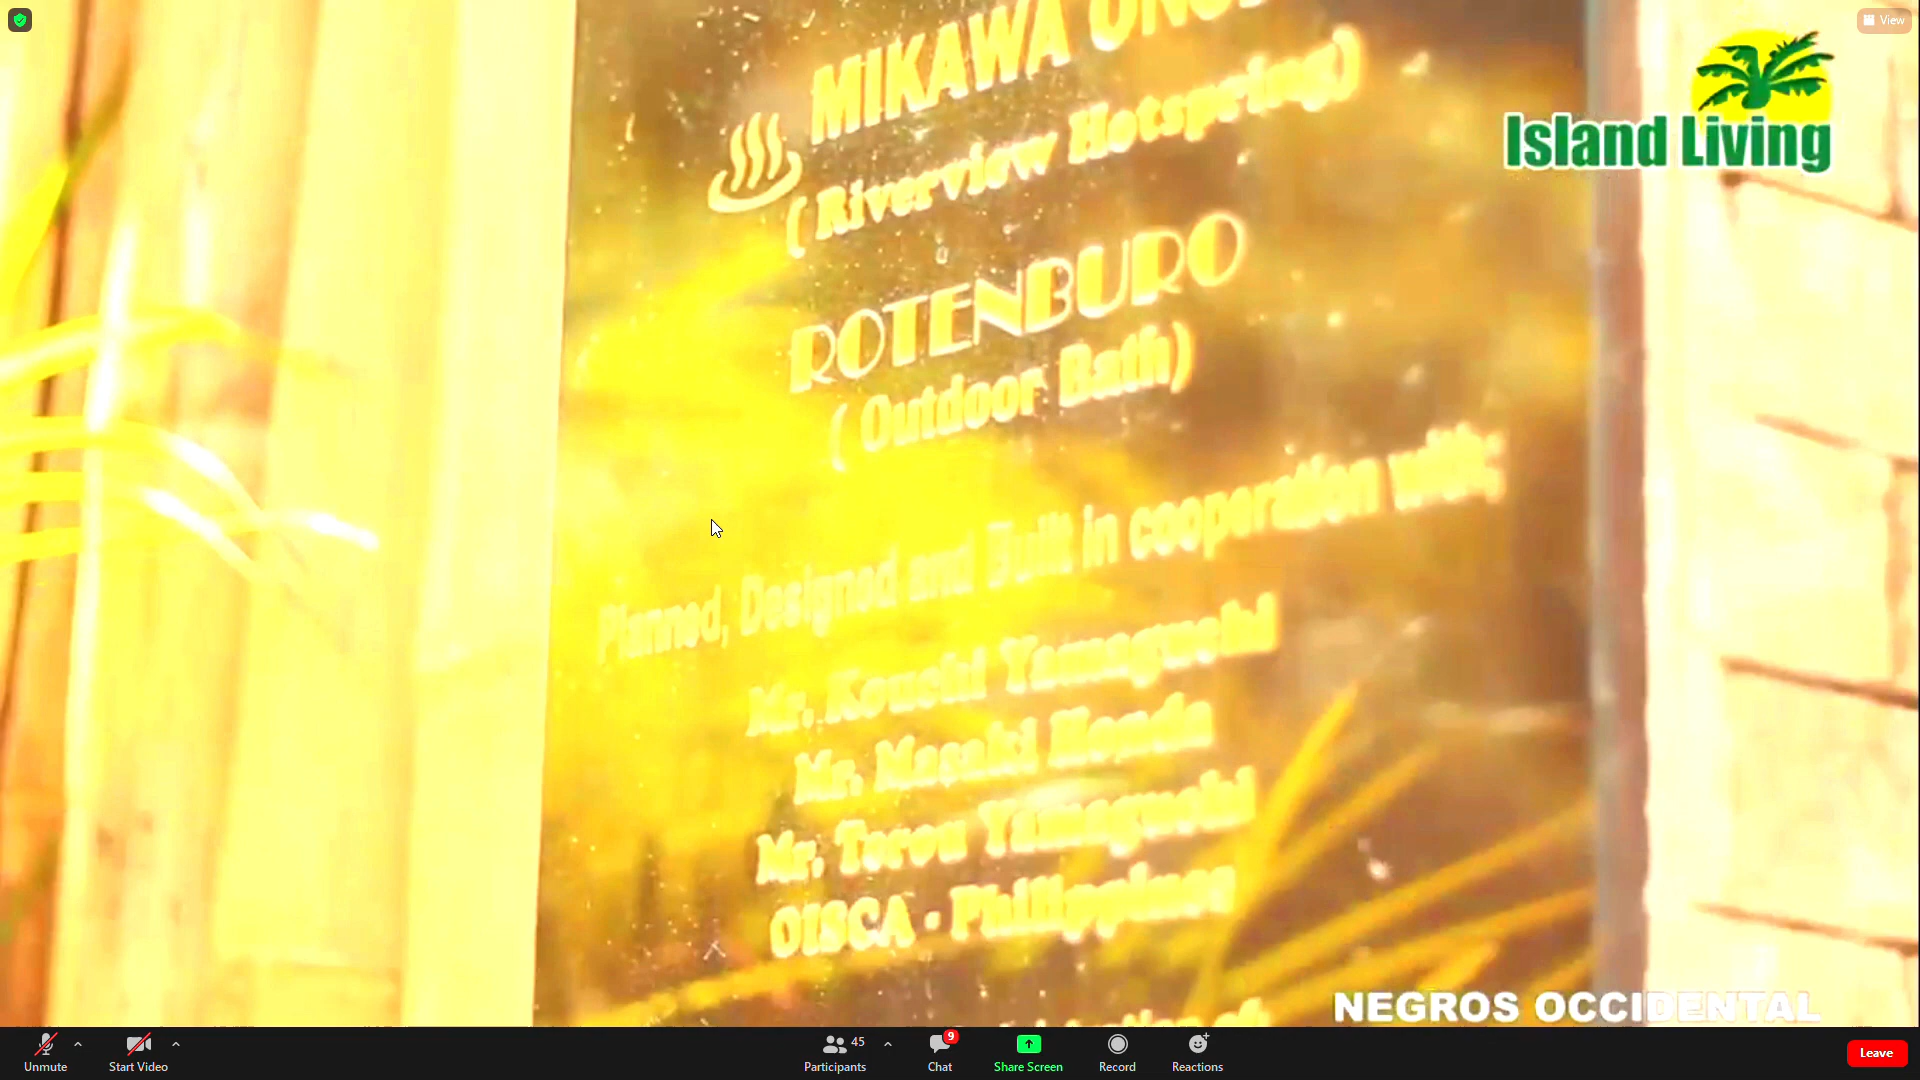 View
Island Living
MIKAWA
( Riverview Hotspring)
ROTENBURO
( Outdoor Bath)
Planned, Designed and Built in cooperation with:
Mr. Kouchi Yamaguchi
Mr. Masaki Honda
Mr. Torou Yamaguchi
OISCA - Philippines
NEGROS OCCIDENTAL
Unmute
Start Video
45
Participants
9
Chat
Share Screen
Record
Reactions
Leave